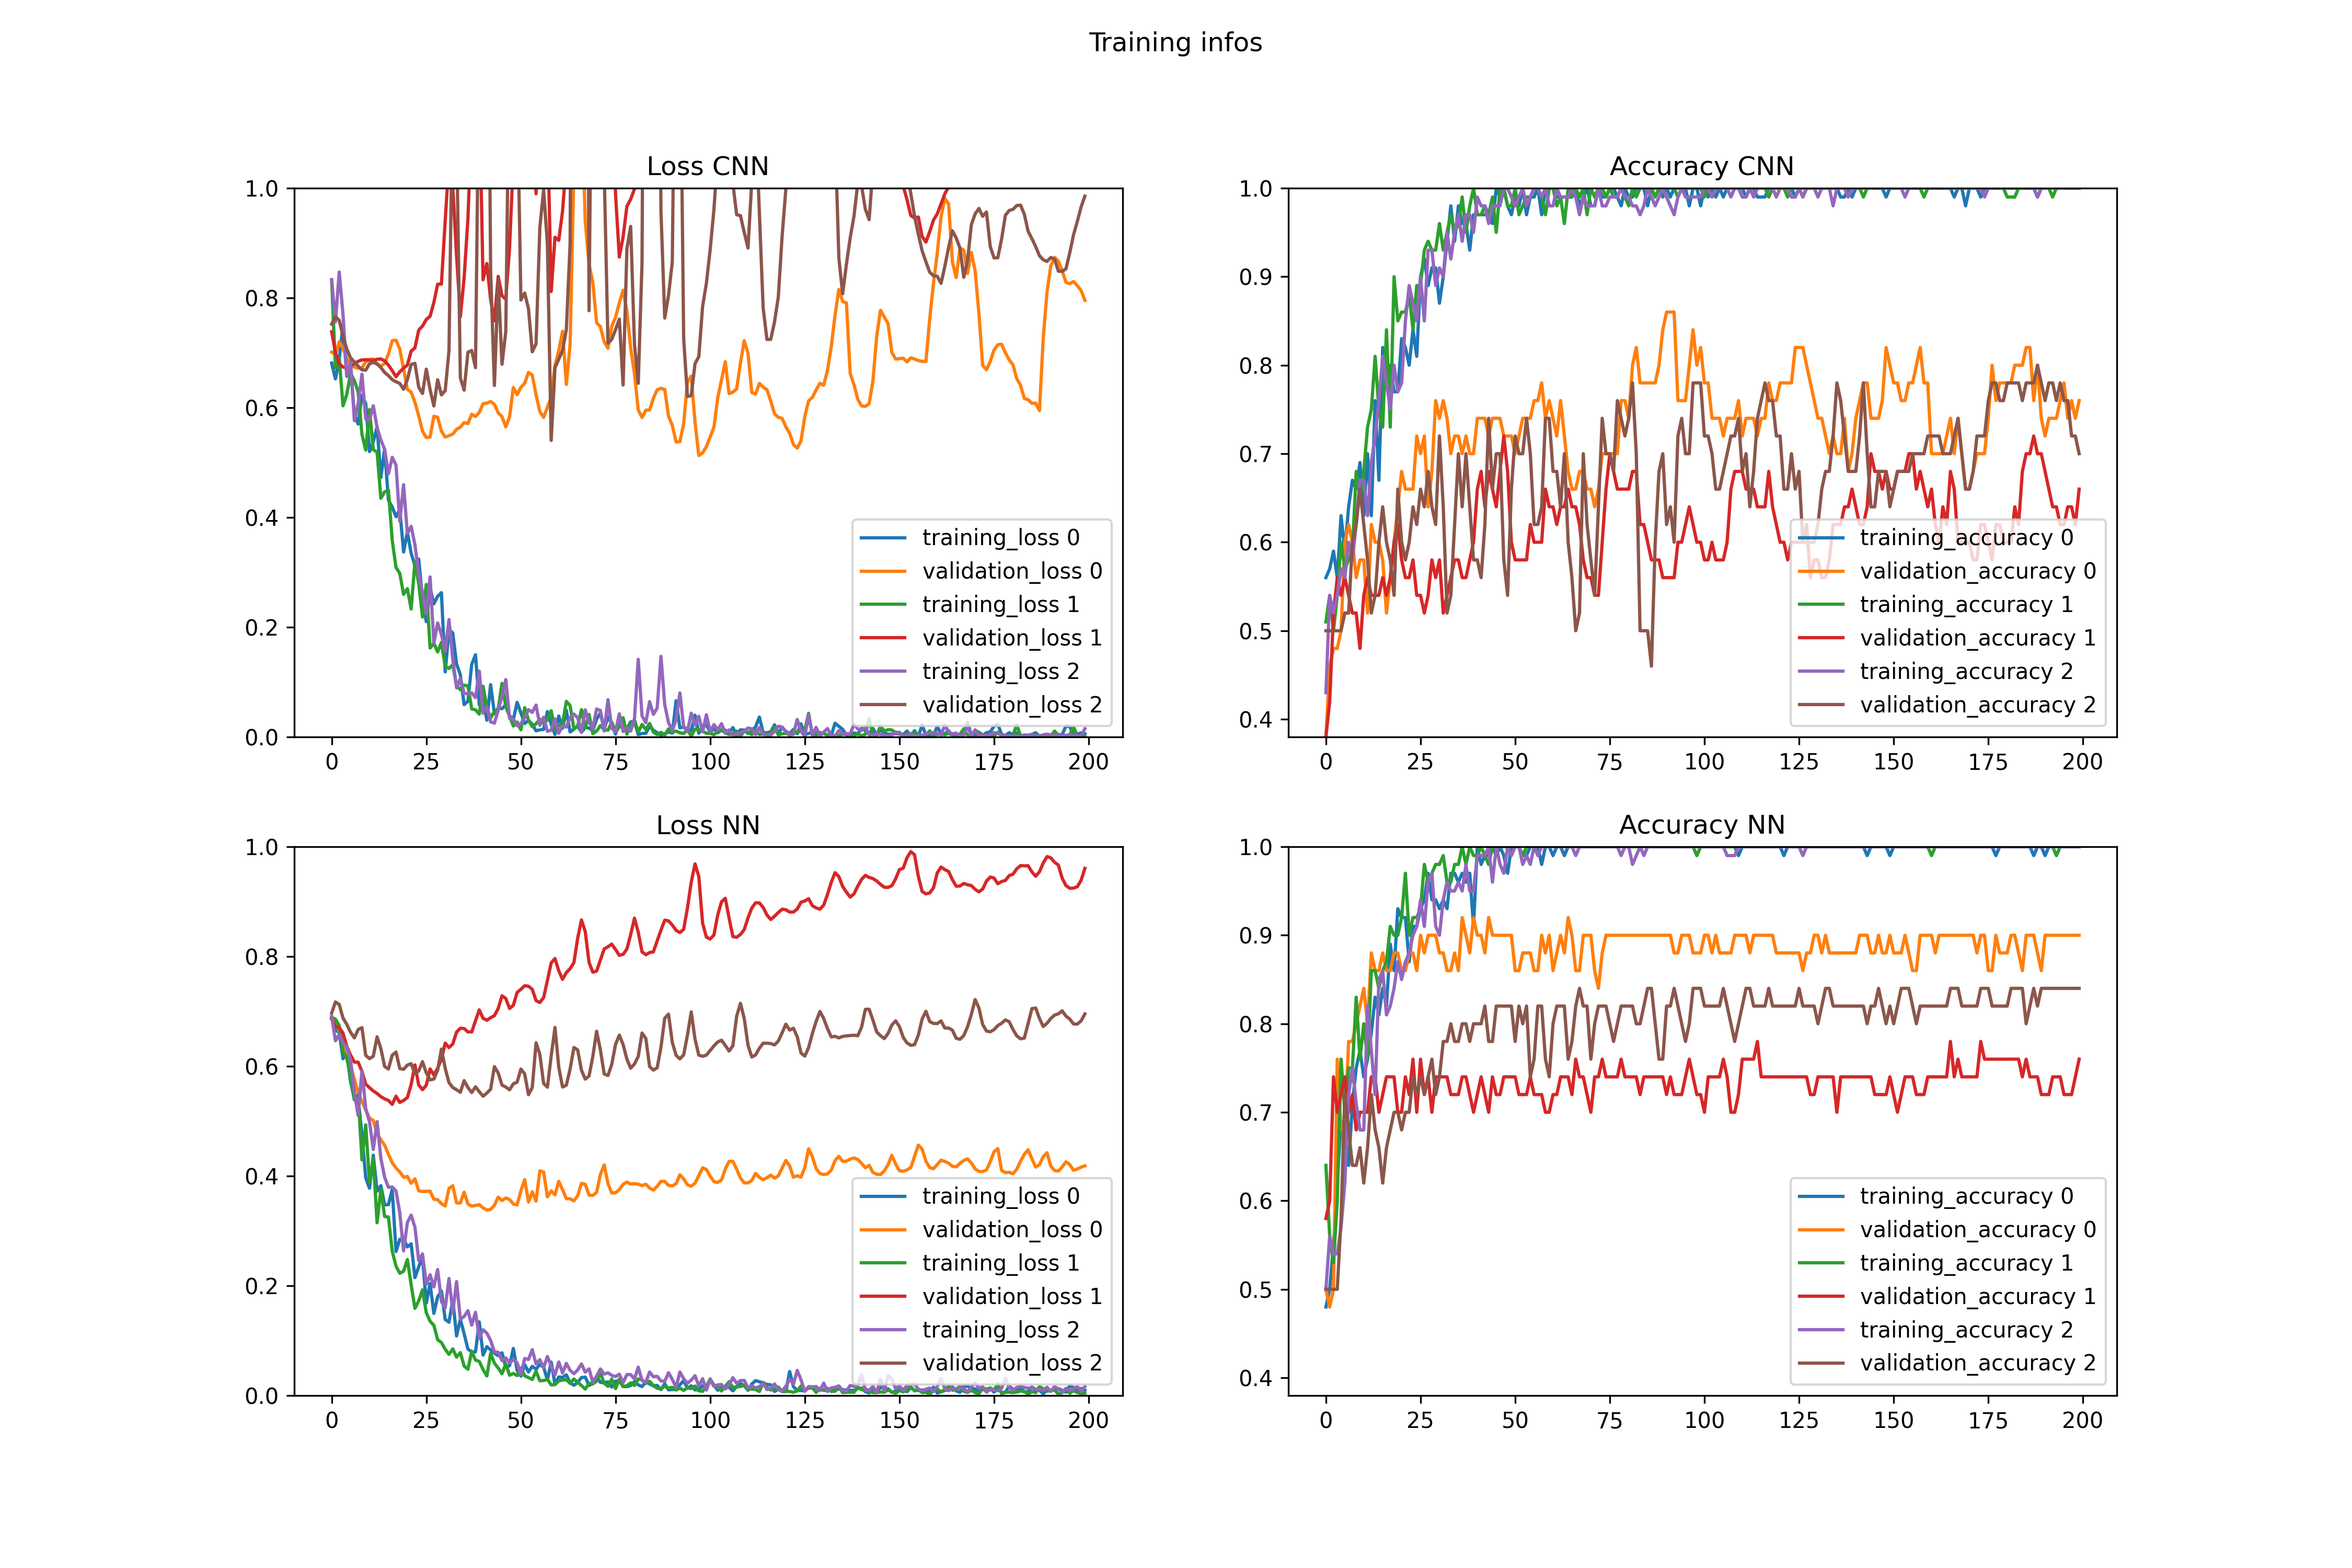 Training infos
Loss CNN
1.0
0.8
0.6
0.4
0.2
0.0
0 25 50 75 100 125 150 175 200
training_loss 0
validation_loss 0
training_loss 1
validation_loss 1
training_loss 2
validation_loss 2
Accuracy CNN
1.0
0.9
0.8
0.7
0.6
0.5
0.4
0 25 50 75 100 125 150 175 200
training_accuracy 0
validation_accuracy 0
training_accuracy 1
validation_accuracy 1
training_accuracy 2
validation_accuracy 2
Loss NN
1.0
0.8
0.6
0.4
0.2
0.0
0 25 50 75 100 125 150 175 200
training_loss 0
validation_loss 0
training_loss 1
validation_loss 1
training_loss 2
validation_loss 2
Accuracy NN
1.0
0.9
0.8
0.7
0.6
0.5
0.4
0 25 50 75 100 125 150 175 200
training_accuracy 0
validation_accuracy 0
training_accuracy 1
validation_accuracy 1
training_accuracy 2
validation_accuracy 2